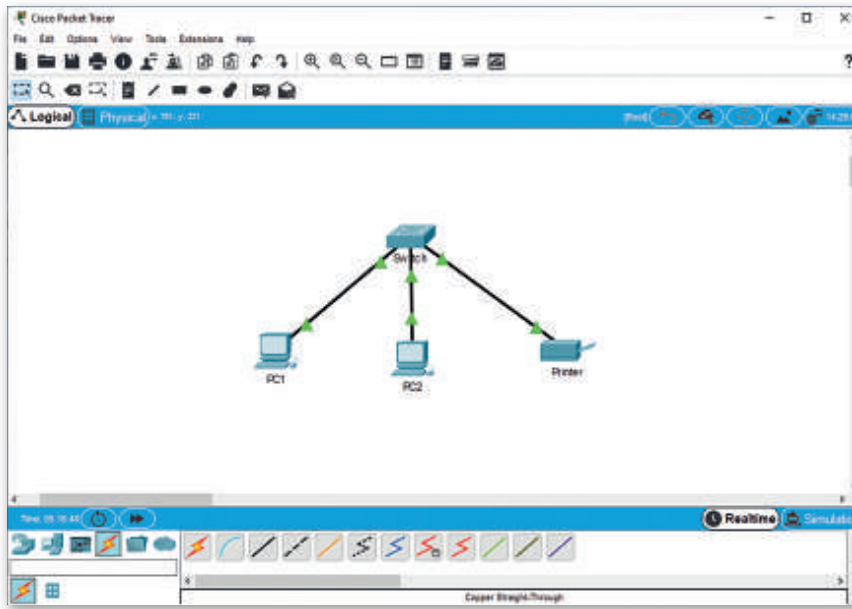 Cisco Packet Tracer
File Edit Options View Tools Extensions Help
?
Logical Physical
Switch
PC1
PC2
Printer
Realtime Simulatio
Copper Straight-Through